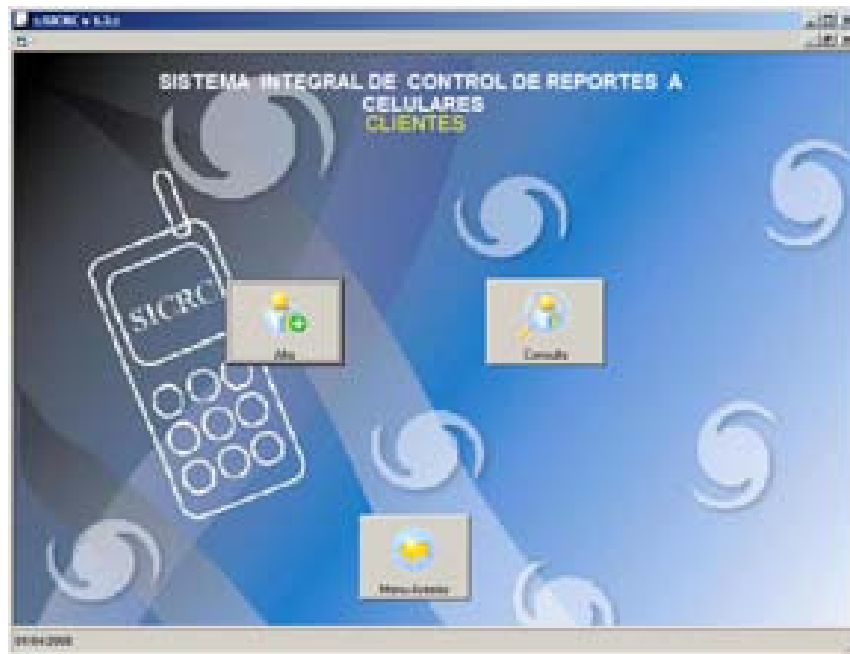 SISTEMA INTEGRAL DE CONTROL DE REPORTES A
CELULARES
CLIENTES
SICRC
Alta
Consulta
Menu Anterior